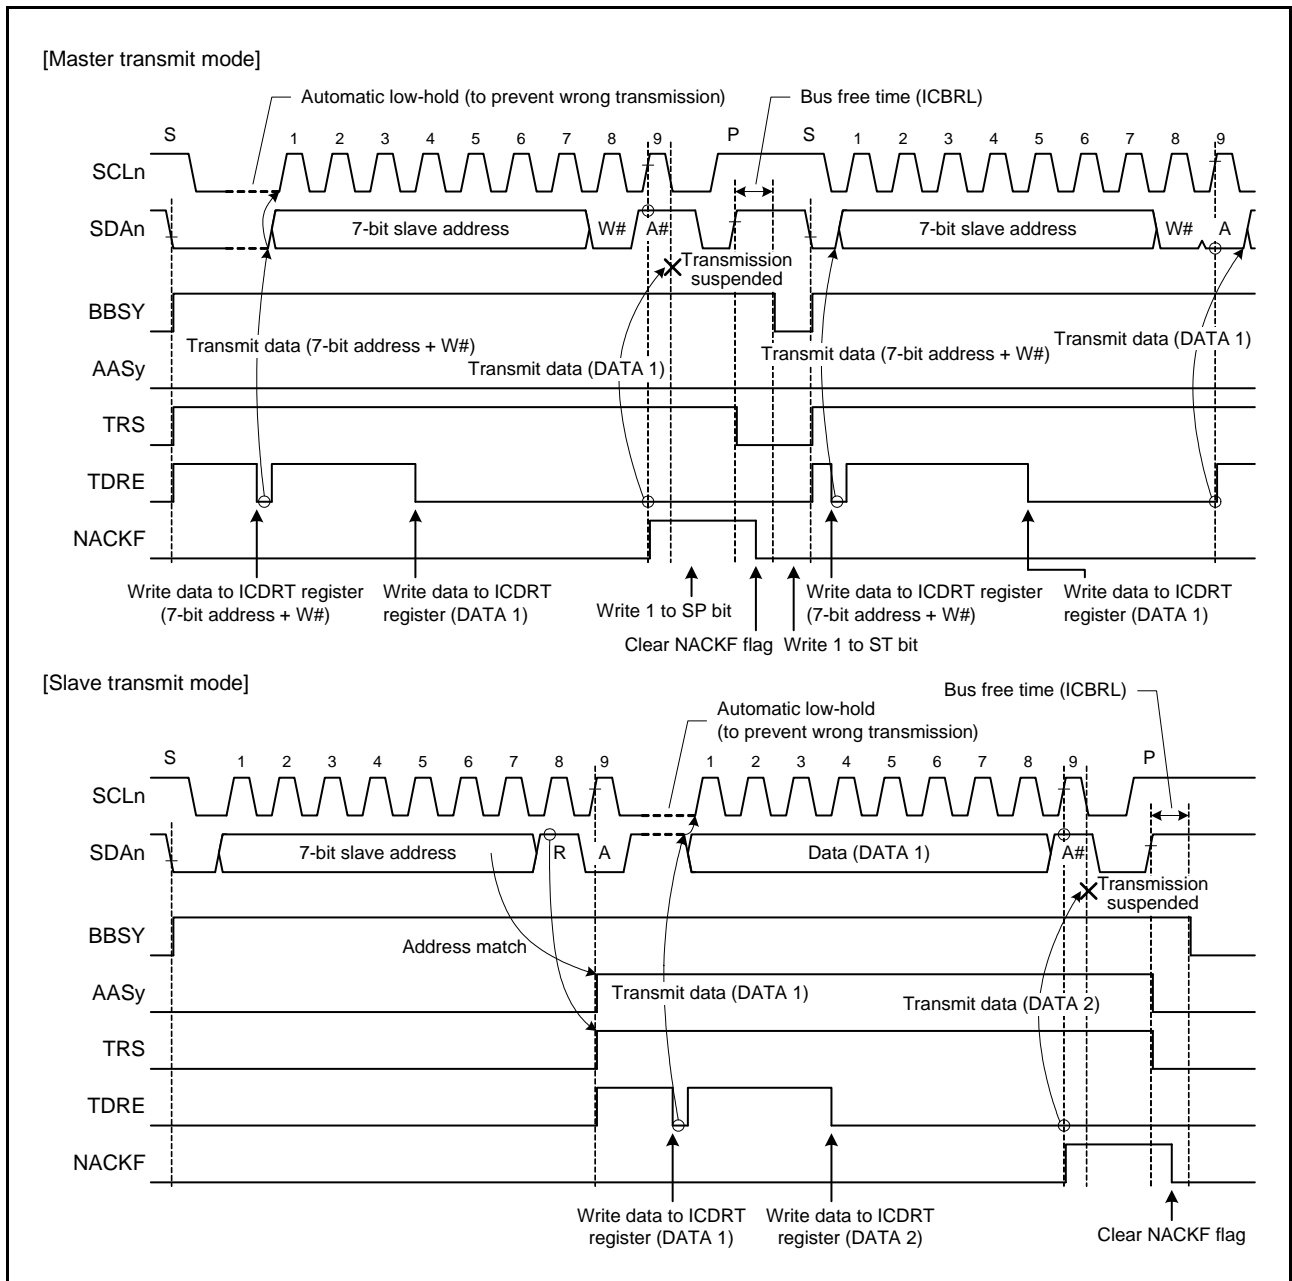 [Master transmit mode]
Automatic low-hold (to prevent wrong transmission)
Bus free time (ICBRL)
S 1 2 3 4 5 6 7 8 9 P S 1 2 3 4 5 6 7 8 9
SCLn
SDAn 7-bit slave address W# A# 7-bit slave address W# A
Transmission
suspended
BBSY
Transmit data (7-bit address + W#)
Transmit data (DATA 1)
Transmit data (7-bit address + W#)
Transmit data (DATA 1)
AASy
TRS
TDRE
NACKF
Write data to ICDRT register
(7-bit address + W#)
Write data to ICDRT
register (DATA 1)
Write 1 to SP bit
Clear NACKF flag
Write 1 to ST bit
Write data to ICDRT register
(7-bit address + W#)
Write data to ICDRT
register (DATA 1)
[Slave transmit mode]
Bus free time (ICBRL)
Automatic low-hold
(to prevent wrong transmission)
S 1 2 3 4 5 6 7 8 9 1 2 3 4 5 6 7 8 9 P
SCLn
SDAn 7-bit slave address R A Data (DATA 1) A#
Transmission
suspended
BBSY
Address match
AASy
Transmit data (DATA 1)
Transmit data (DATA 2)
TRS
TDRE
NACKF
Write data to ICDRT
register (DATA 1)
Write data to ICDRT
register (DATA 2)
Clear NACKF flag